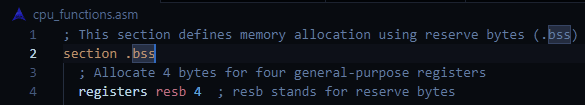 cpu_functions.asm
1 ; This section defines memory allocation using reserve bytes (.bss)
2 section .bss
3 ; Allocate 4 bytes for four general-purpose registers
4 registers resb 4 ; resb stands for reserve bytes